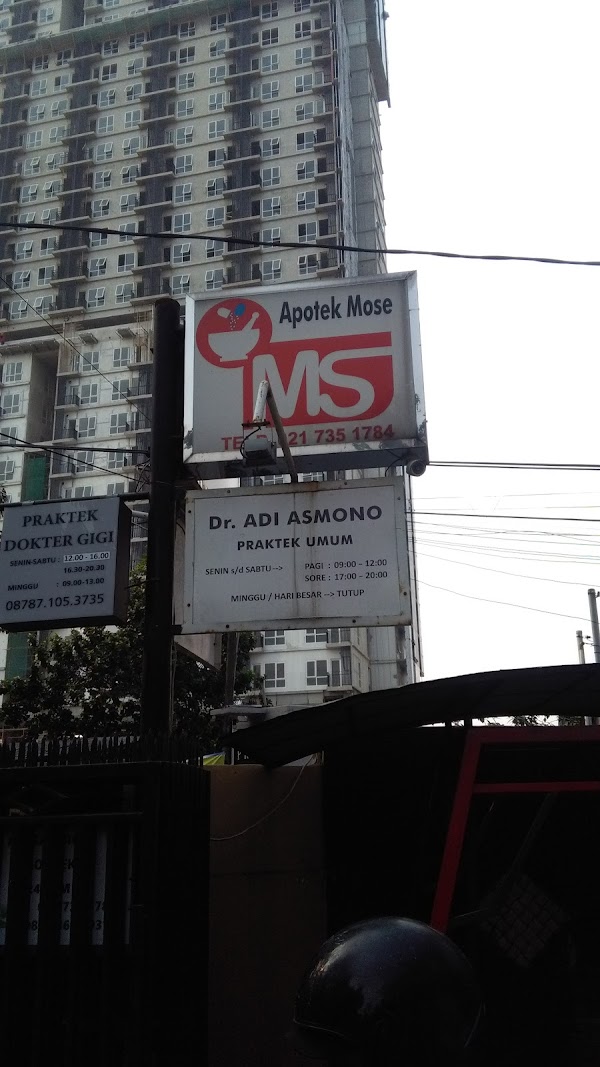 Apotek Mose
MS
21 735 1784
Dr. ADI ASMONO
PRAKTEK UMUM
SENIN s/d SABTU --> PAGI : 09:00 - 12:00
SORE : 17:00 - 20:00
MINGGU / HARI BESAR --> TUTUP
PRAKTEK
DOKTER GIGI
SENIN-SABTU : 12.00 - 16.00
16.30-20.30
MINGGU : 09.00-13.00
08787.105.3735